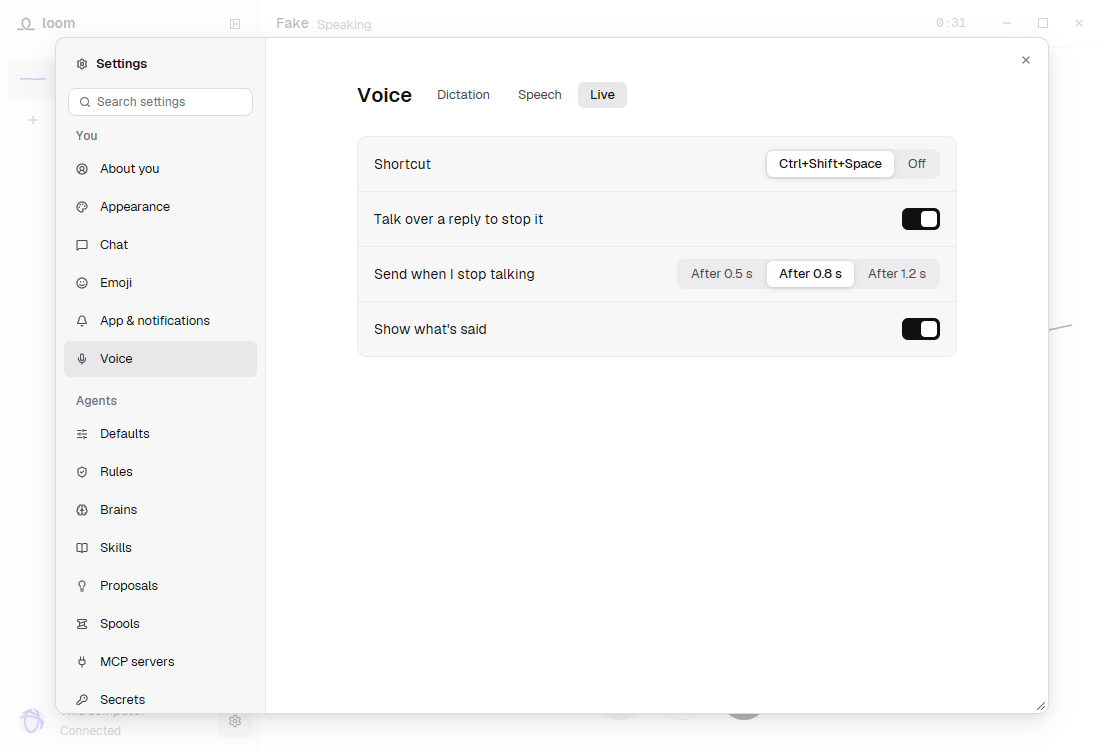 loom
Fake Speaking
0:31
Settings
Search settings
You
About you
Appearance
Chat
Emoji
App & notifications
Voice
Agents
Defaults
Rules
Brains
Skills
Proposals
Spools
MCP servers
Secrets
Connected
Voice Dictation Speech Live
Shortcut Ctrl+Shift+Space Off
Talk over a reply to stop it
Send when I stop talking After 0.5 s After 0.8 s After 1.2 s
Show what's said